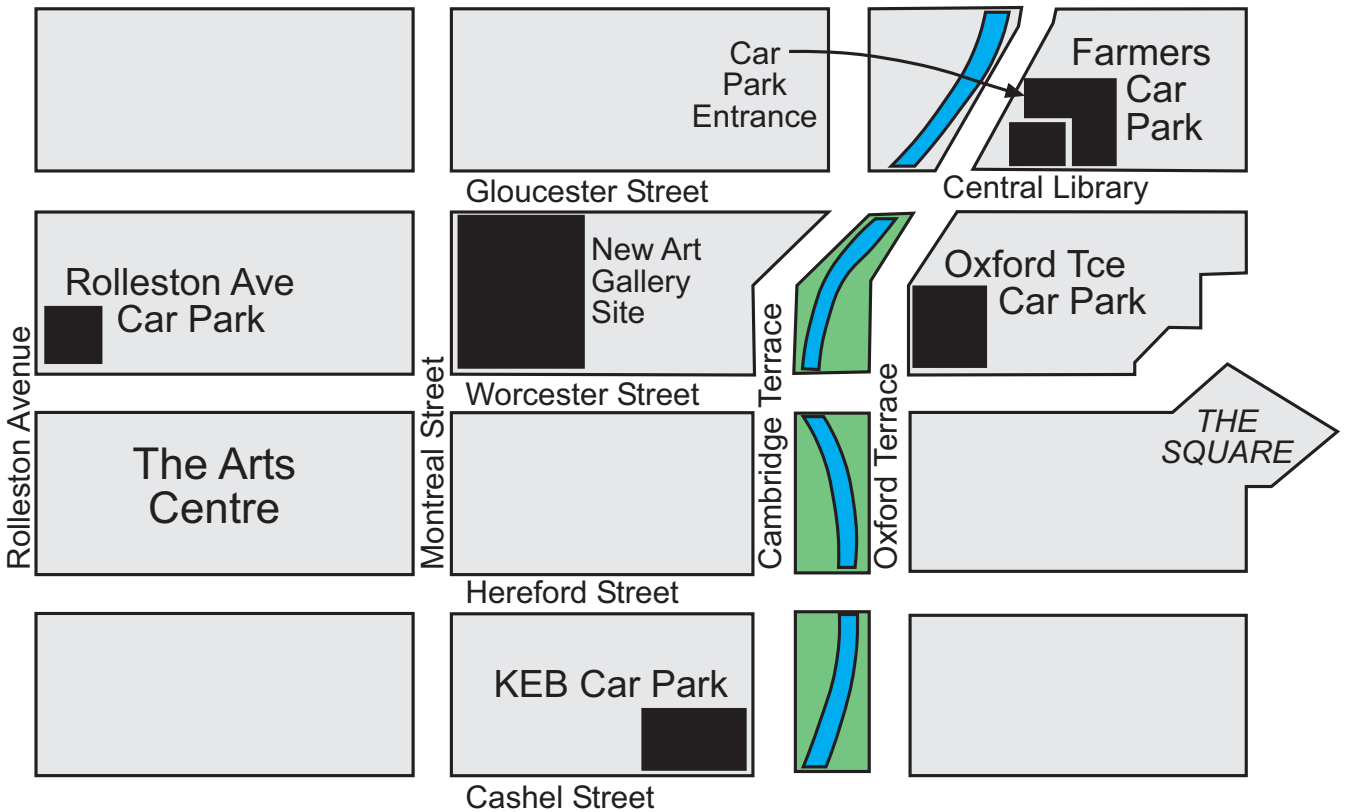 Car
Park
Entrance
Farmers
Car
Park
Gloucester Street
Central Library
Rolleston Ave
Car Park
New Art
Gallery
Site
Oxford Tce
Car Park
Rolleston Avenue
Montreal Street
Worcester Street
Cambridge Terrace
Oxford Terrace
THE
SQUARE
The Arts
Centre
Hereford Street
KEB Car Park
Cashel Street